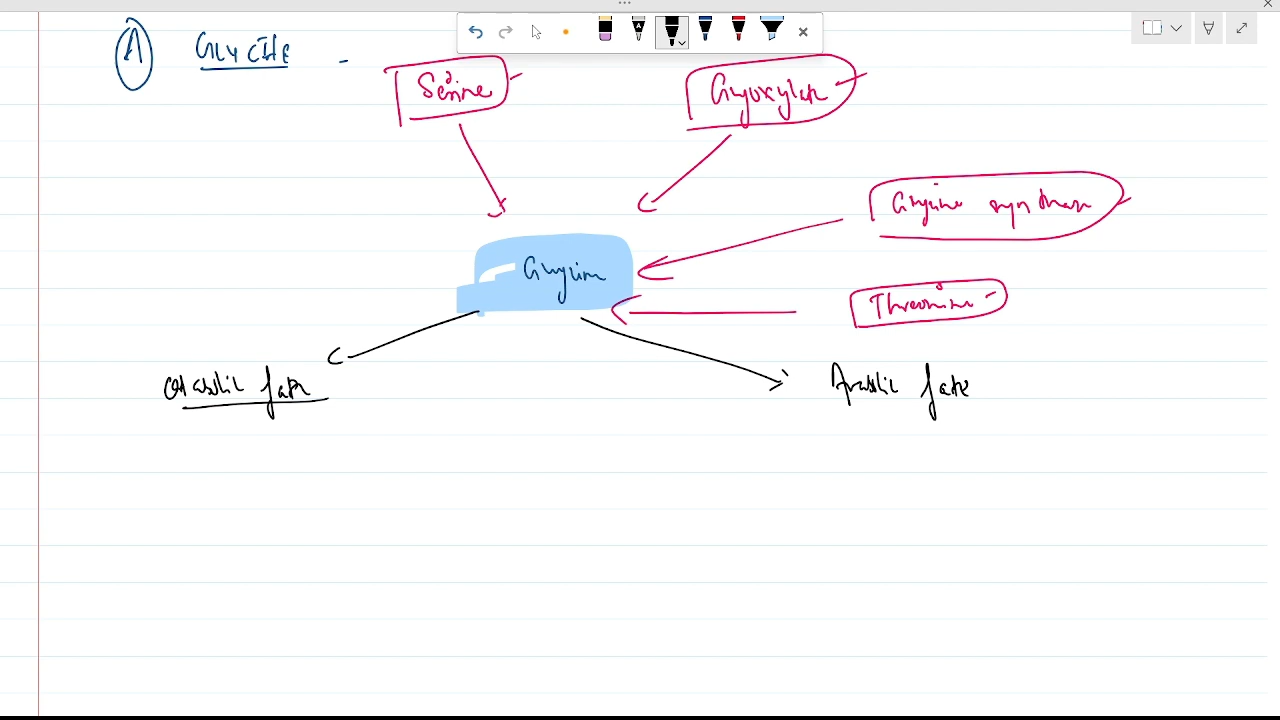 A GLYCINE -
Serine
Glyoxylate
Glycine synthase
Glycine
Threonine
Catabolic fate
Anabolic fate